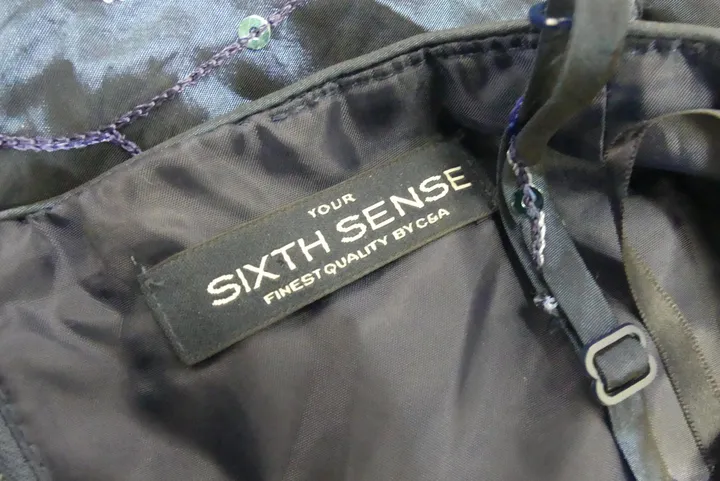 YOUR
SIXTH SENSE
FINEST QUALITY BY C&A